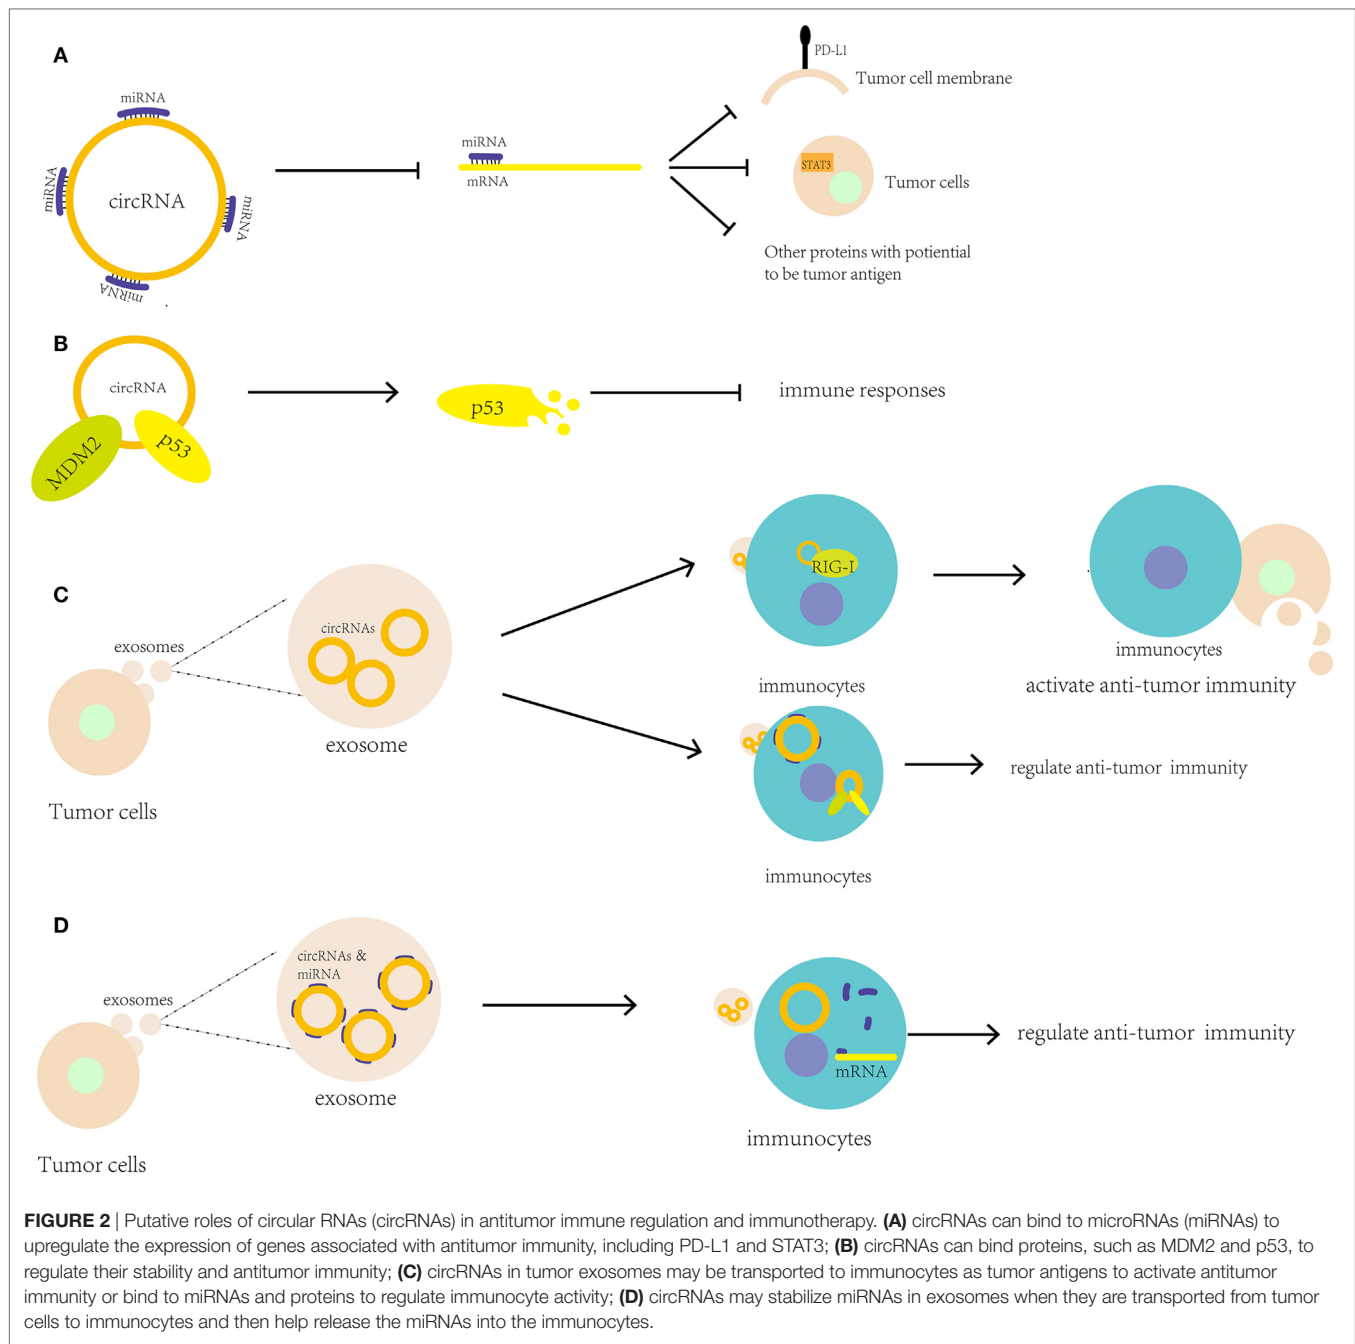 A
PD-L1
Tumor cell membrane
miRNA
miRNA
miRNA
miRNA
circRNA
miRNA
mRNA
STAT3
Tumor cells
Other proteins with potiential
to be tumor antigen
B
circRNA
MDM2
p53
p53
immune responses
C
exosomes
circRNAs
exosome
Tumor cells
RIG-I
immunocytes
immunocytes
activate anti-tumor immunity
immunocytes
regulate anti-tumor immunity
D
exosomes
circRNAs &
miRNA
exosome
Tumor cells
mRNA
immunocytes
regulate anti-tumor immunity
FIGURE 2 | Putative roles of circular RNAs (circRNAs) in antitumor immune regulation and immunotherapy. (A) circRNAs can bind to microRNAs (miRNAs) to
upregulate the expression of genes associated with antitumor immunity, including PD-L1 and STAT3; (B) circRNAs can bind proteins, such as MDM2 and p53, to
regulate their stability and antitumor immunity; (C) circRNAs in tumor exosomes may be transported to immunocytes as tumor antigens to activate antitumor
immunity or bind to miRNAs and proteins to regulate immunocyte activity; (D) circRNAs may stabilize miRNAs in exosomes when they are transported from tumor
cells to immunocytes and then help release the miRNAs into the immunocytes.